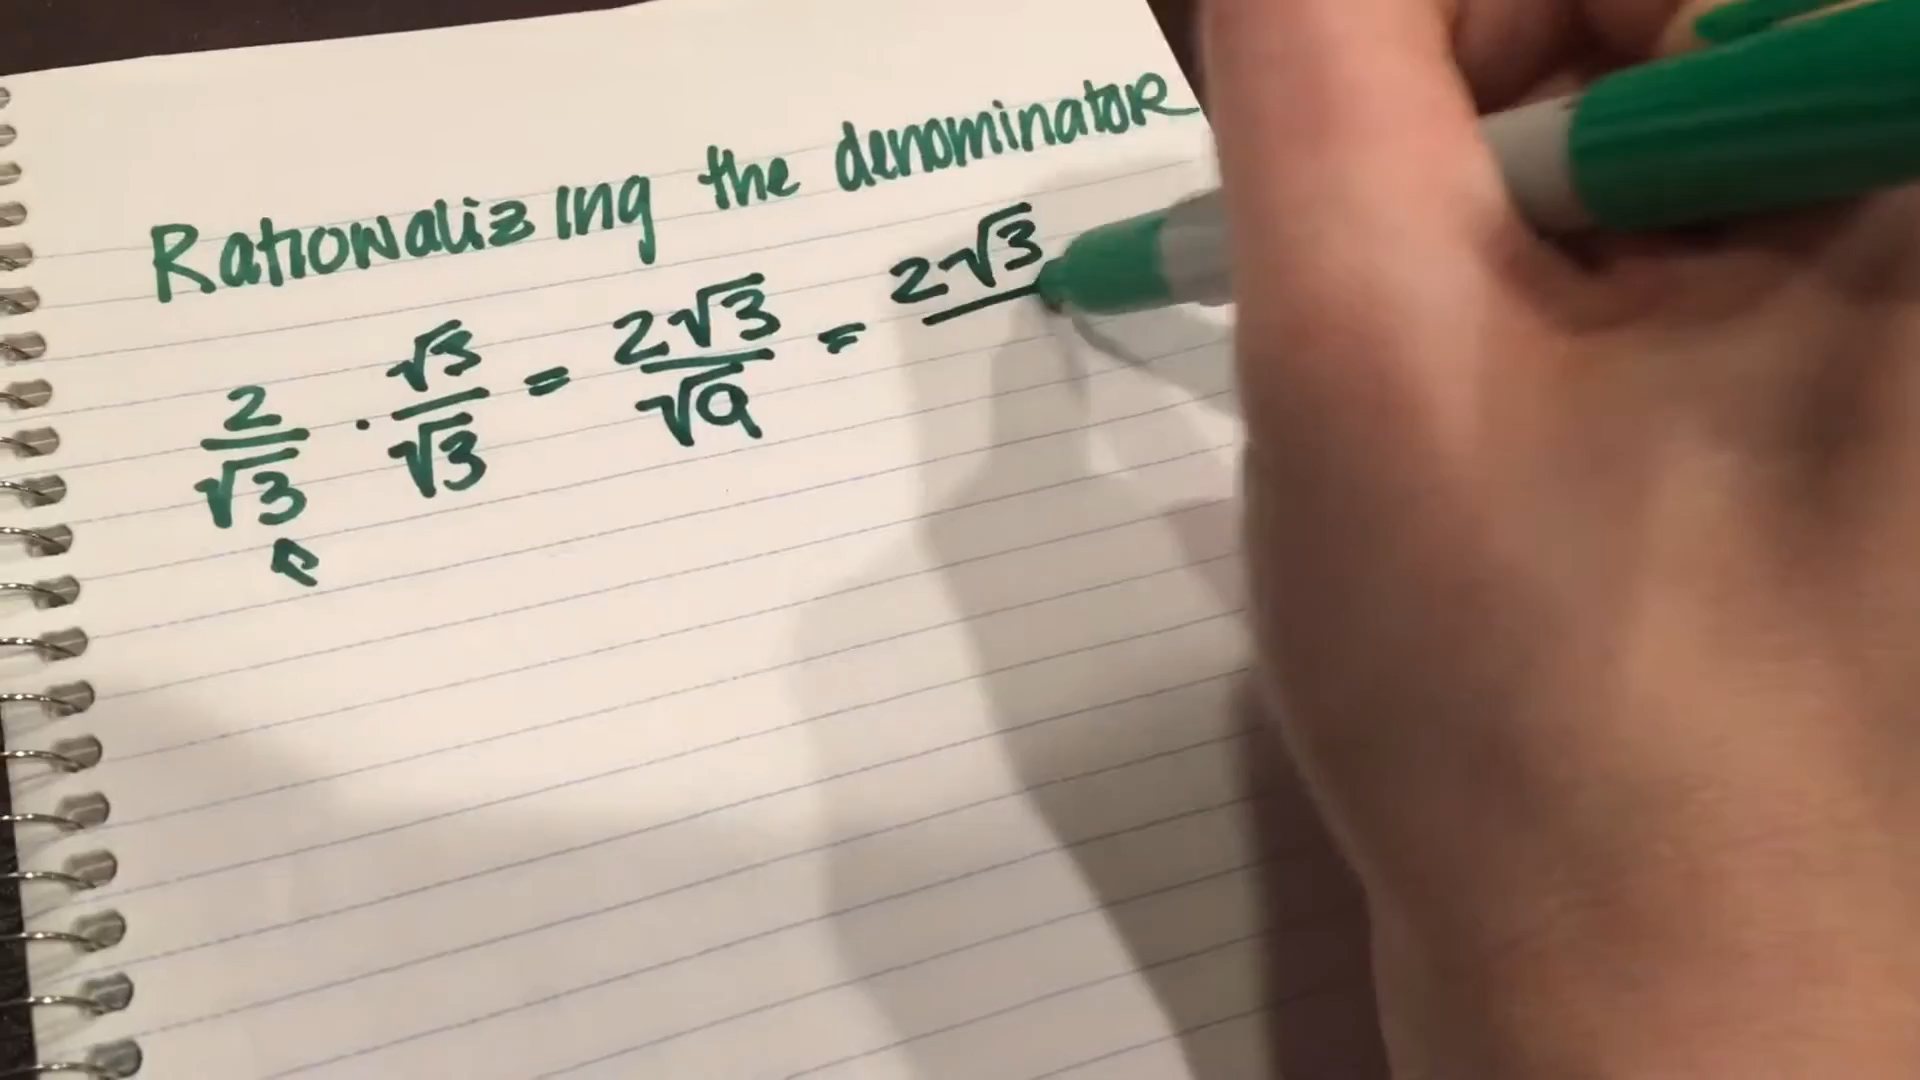 Rationalizing the denominator
2/√3 · √3/√3 = 2√3/√9 = 2√3/